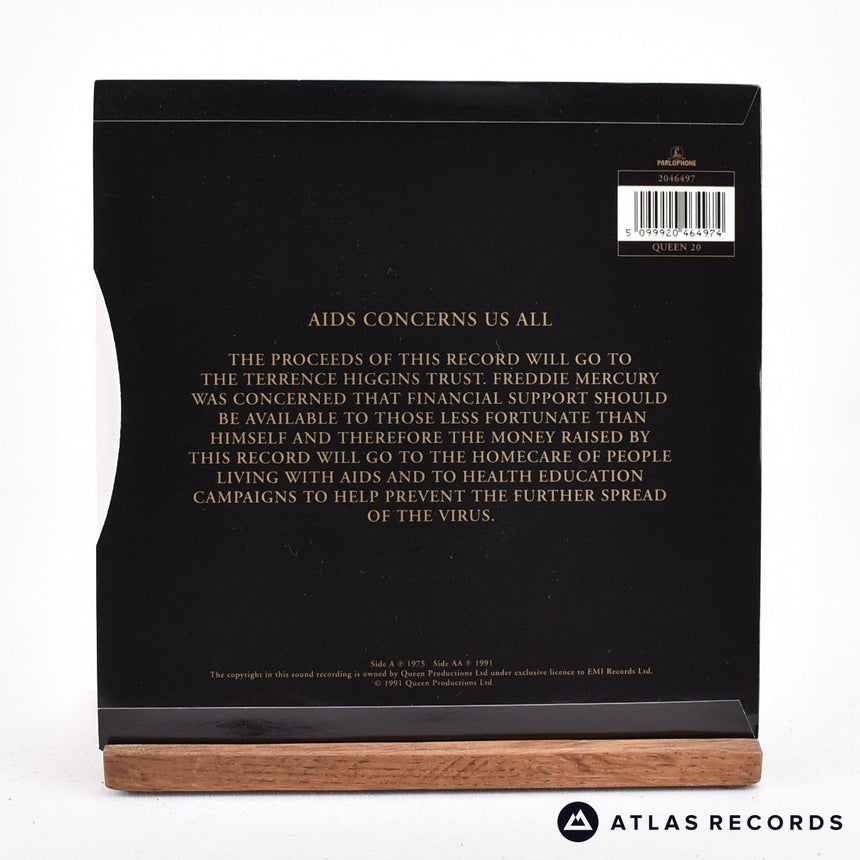 PARLOPHONE
2046497
5 099920 464974
QUEEN 20
AIDS CONCERNS US ALL
THE PROCEEDS OF THIS RECORD WILL GO TO
THE TERRENCE HIGGINS TRUST. FREDDIE MERCURY
WAS CONCERNED THAT FINANCIAL SUPPORT SHOULD
BE AVAILABLE TO THOSE LESS FORTUNATE THAN
HIMSELF AND THEREFORE THE MONEY RAISED BY
THIS RECORD WILL GO TO THE HOMECARE OF PEOPLE
LIVING WITH AIDS AND TO HEALTH EDUCATION
CAMPAIGNS TO HELP PREVENT THE FURTHER SPREAD
OF THE VIRUS.
Side A ℗ 1975 Side AA ℗ 1991
The copyright in this sound recording is owned by Queen Productions Ltd under exclusive licence to EMI Records Ltd.
© 1991 Queen Productions Ltd
ATLAS RECORDS